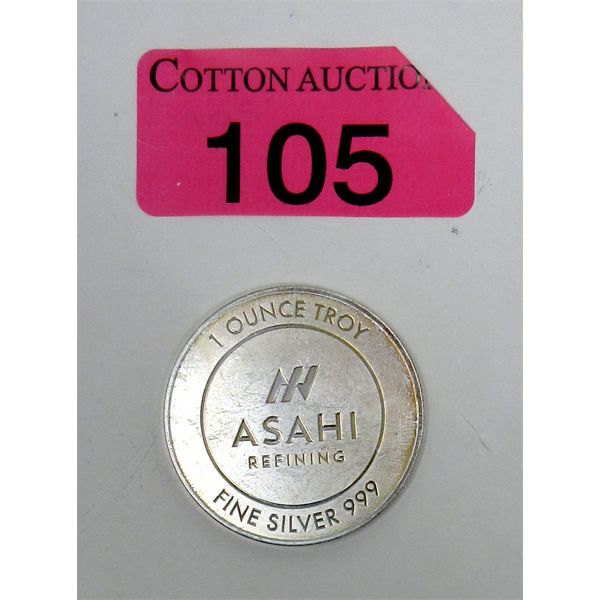 COTTON AUCTIO
105
1 OUNCE TROY
ASAHI
REFINING
FINE SILVER 999